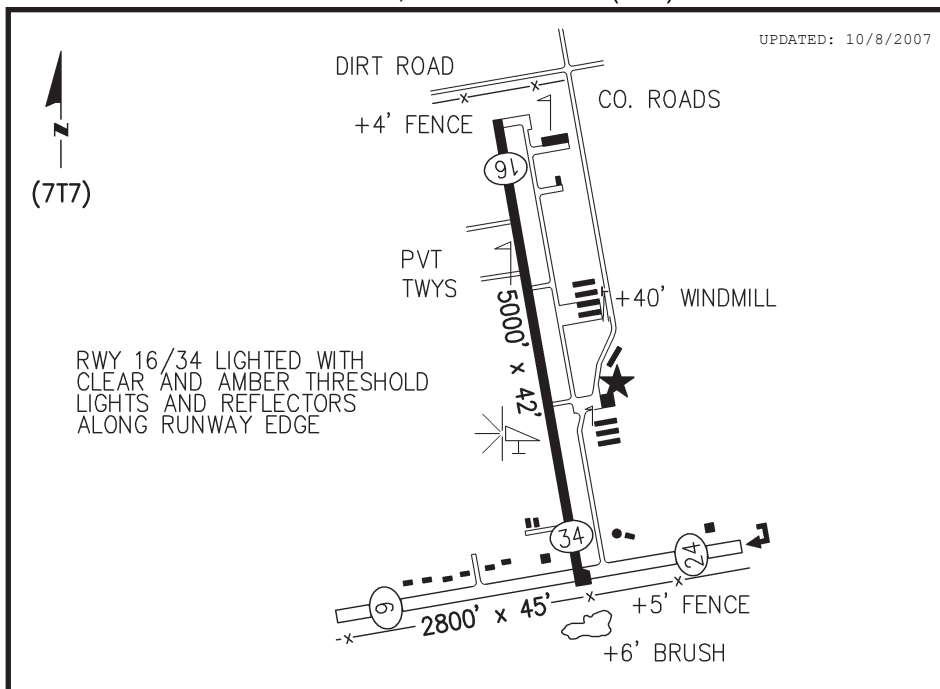 UPDATED: 10/8/2007
DIRT ROAD
CO. ROADS
+4' FENCE
N
(7T7)
16
PVT
TWYS
+40' WINDMILL
5000' x 42'
RWY 16/34 LIGHTED WITH
CLEAR AND AMBER THRESHOLD
LIGHTS AND REFLECTORS
ALONG RUNWAY EDGE
34
24
6
2800' x 45'
+5' FENCE
+6' BRUSH